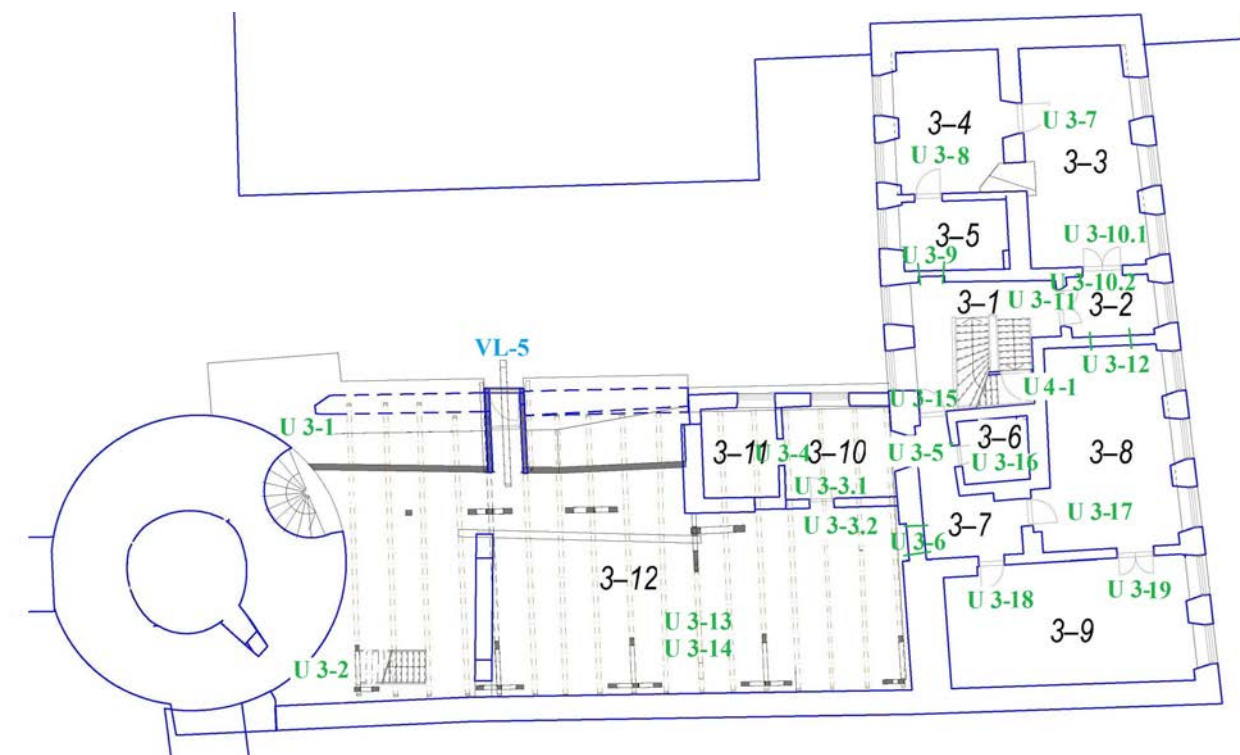 3–4
U 3-7
U 3-8
3–3
U 3-10.1
3–5
U 3-9
U 3-10.2
3–1
U 3-11
3–2
VL-5
U 3-12
U 4-1
U 3-15
U 3-1
3–6
3–11
U 3-4
3–10
U 3-5
U 3-16
3–8
U 3-3.1
U 3-17
U 3-3.2
3–7
U 3-6
3–12
U 3-18
U 3-19
U 3-13
3–9
U 3-14
U 3-2